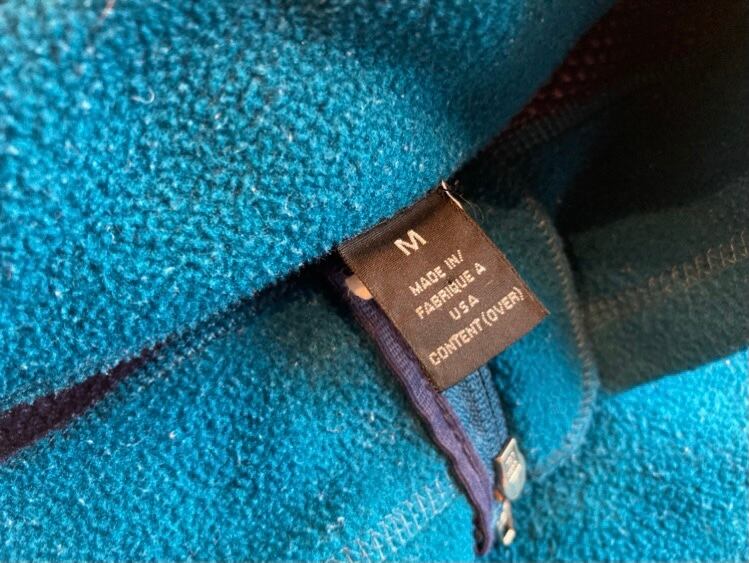 M
MADE IN/
FABRIQUE A
USA
CONTENT (OVER)